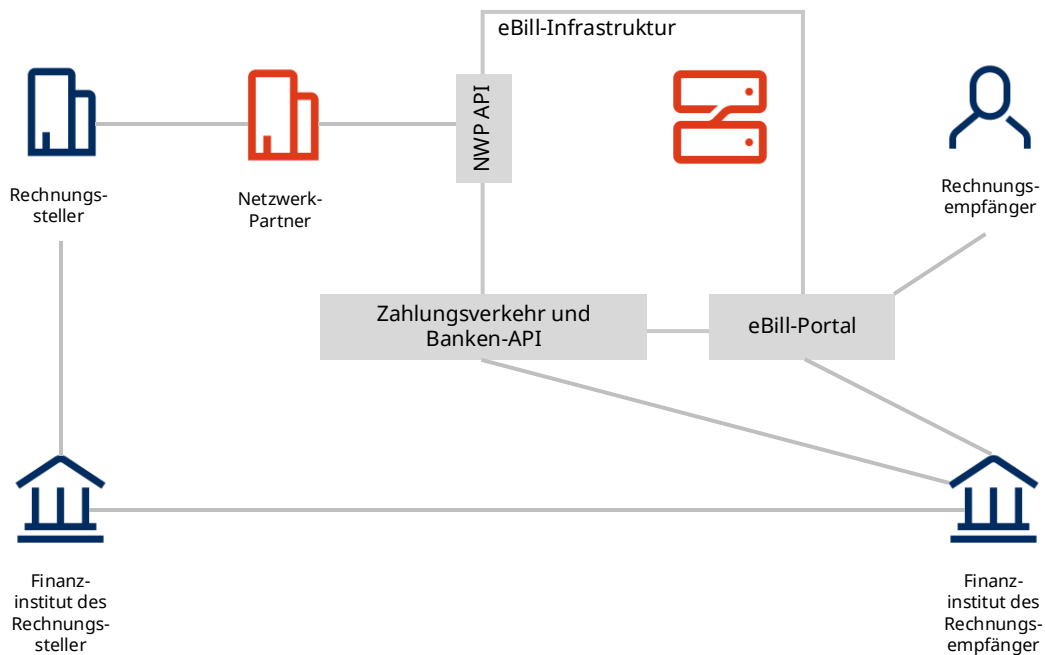 eBill-Infrastruktur
NWP API
Rechnungs-
steller
Netzwerk-
Partner
Rechnungs-
empfänger
Zahlungsverkehr und
Banken-API
eBill-Portal
Finanz-
institut des
Rechnungs-
steller
Finanz-
institut des
Rechnungs-
empfänger